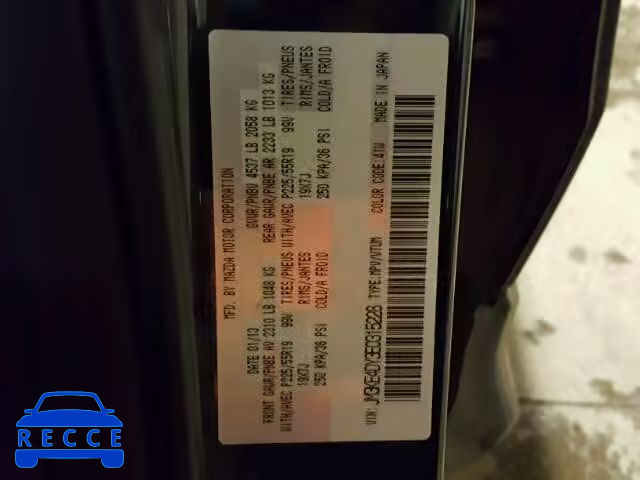 MFD. BY MAZDA MOTOR CORPORATION
DATE 01/13 GVWR/PNBV 4537 LB 2058 KG
FRONT GAWR/PNBE AV 2310 LB 1048 KG REAR GAWR/PNBE AR 2233 LB 1013 KG
WITH/AVEC P225/55R19 99V TIRES/PNEUS WITH/AVEC P225/55R19 99V TIRES/PNEUS
19X7J RIMS/JANTES 19X7J RIMS/JANTES
250 KPA/36 PSI COLD/A FROID 250 KPA/36 PSI COLD/A FROID
VIN: JM3KE4DY3E0315228 TYPE:MPV/VTUM COLOR CODE:41W MADE IN JAPAN
RECCE